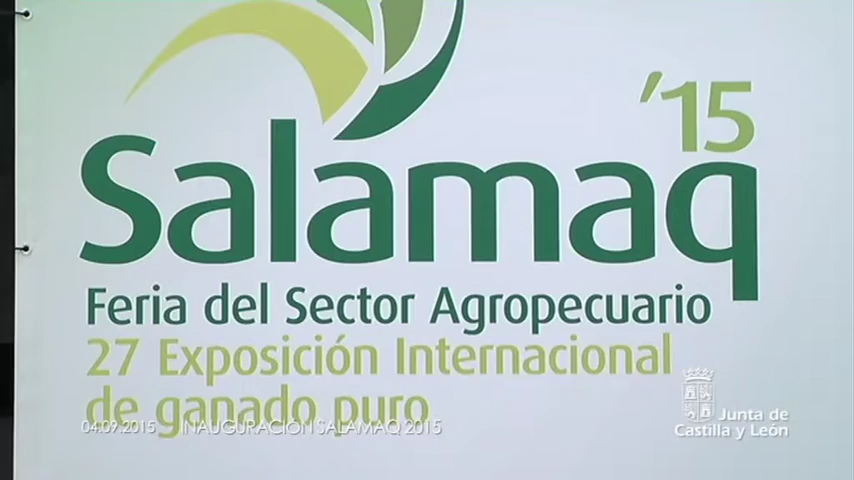 '15
Salamaq
Feria del Sector Agropecuario
27 Exposición Internacional
de ganado puro
04.09.2015 INAUGURACIÓN SALAMAQ 2015
Junta de
Castilla y León